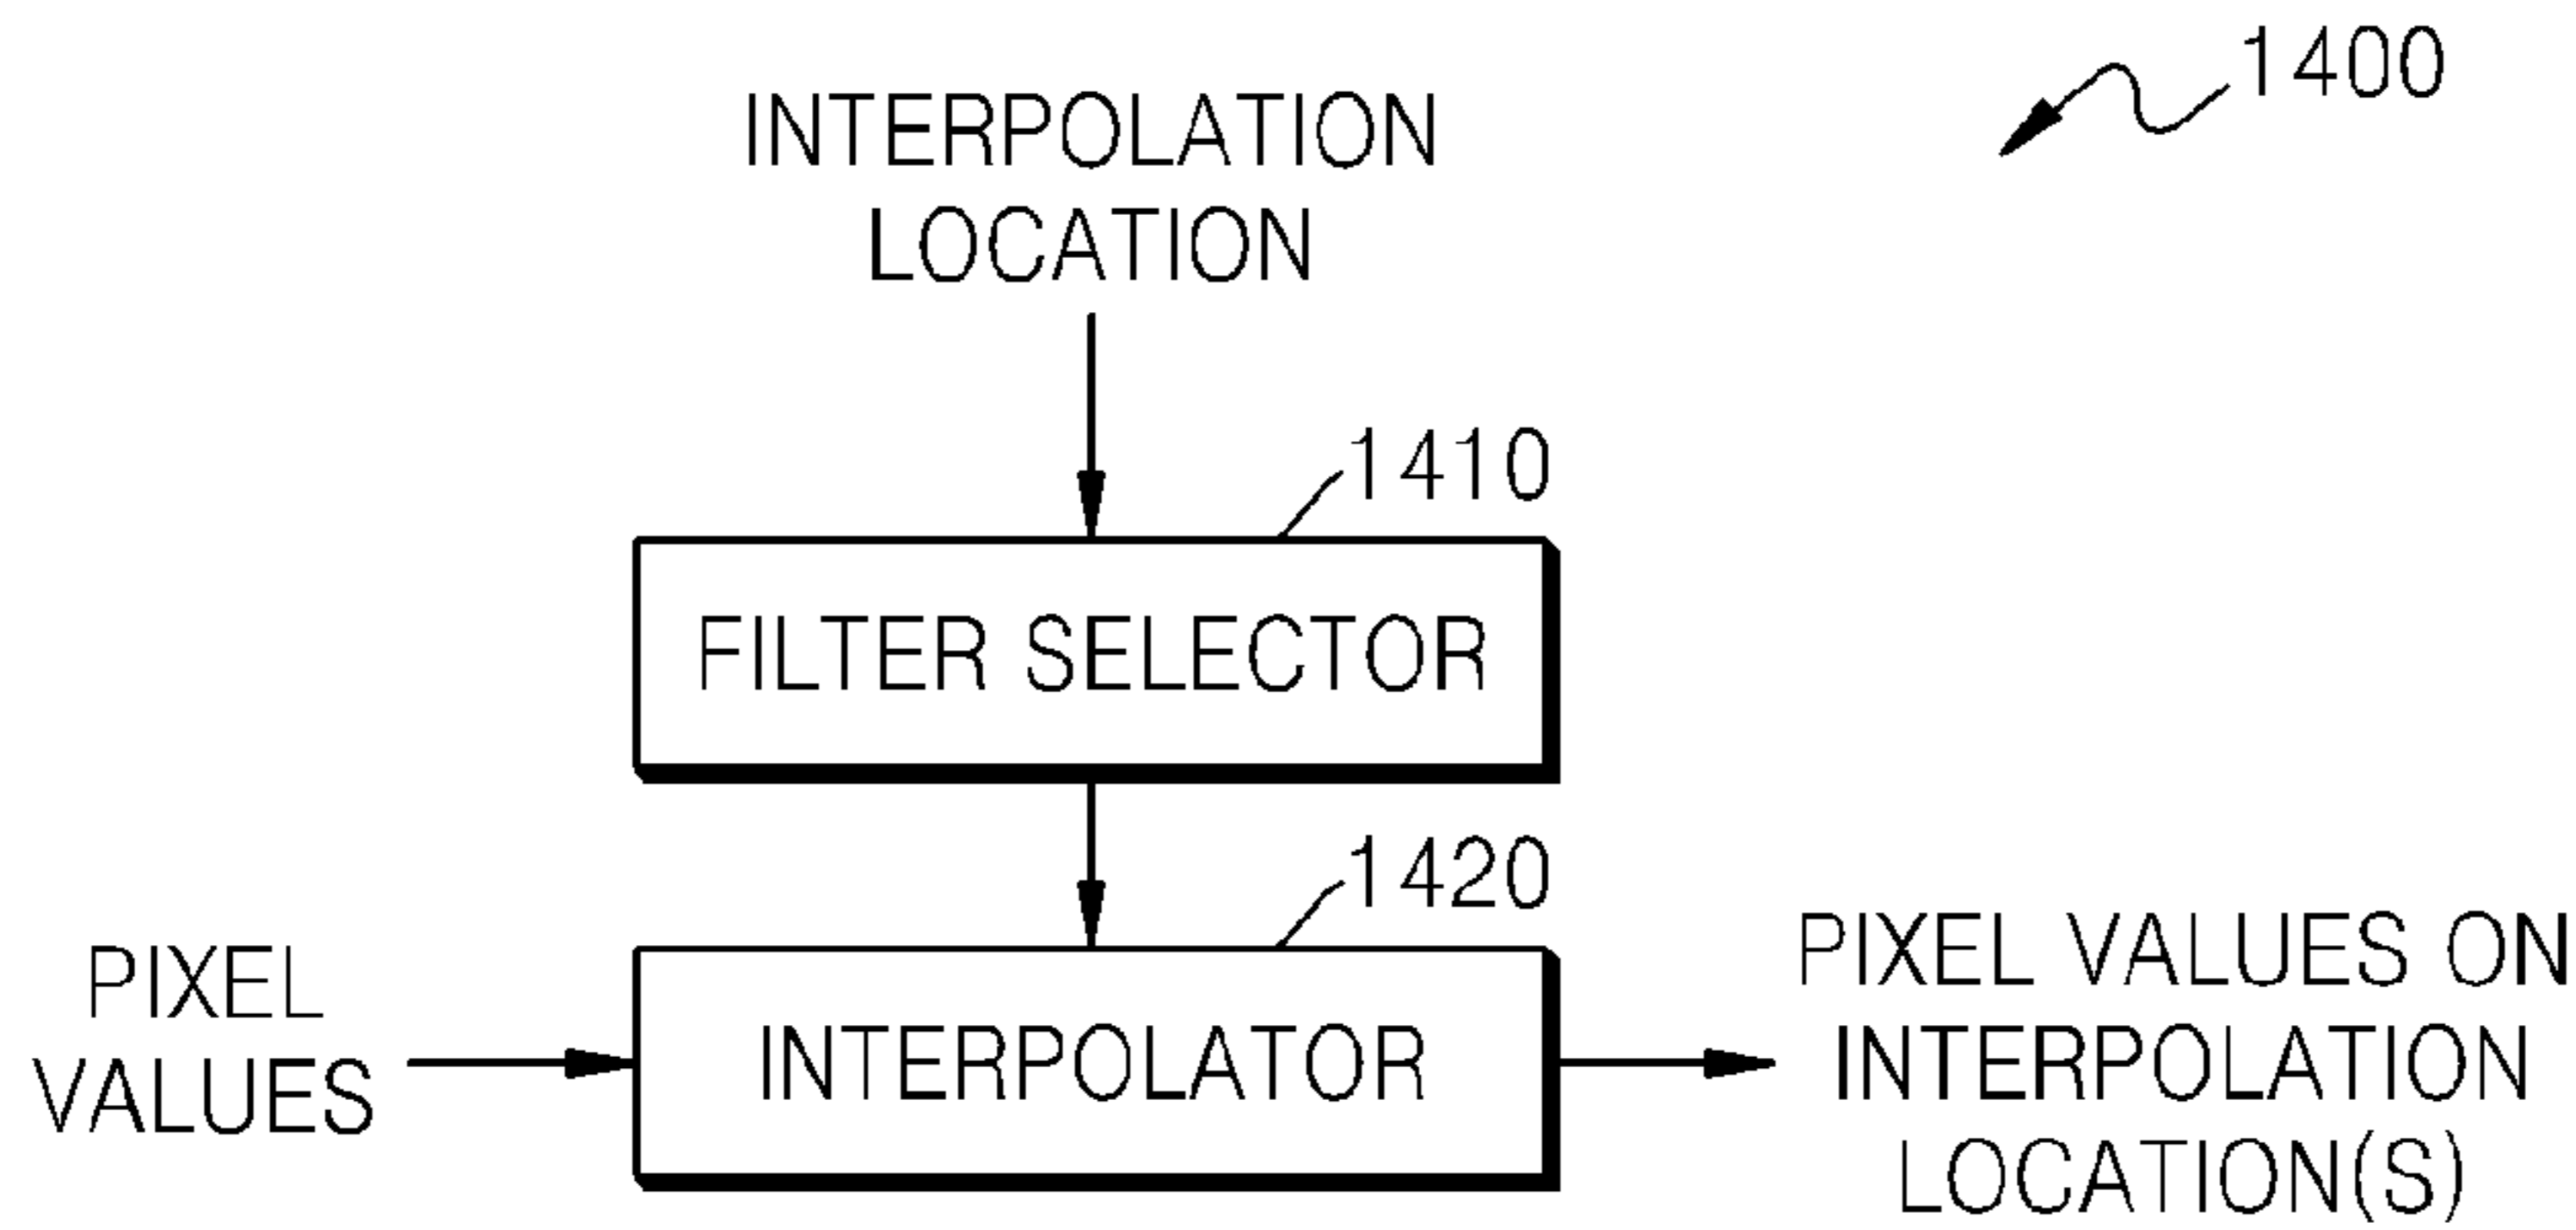 1400
INTERPOLATION
LOCATION
1410
FILTER SELECTOR
1420
PIXEL
VALUES
INTERPOLATOR
PIXEL VALUES ON
INTERPOLATION
LOCATION(S)